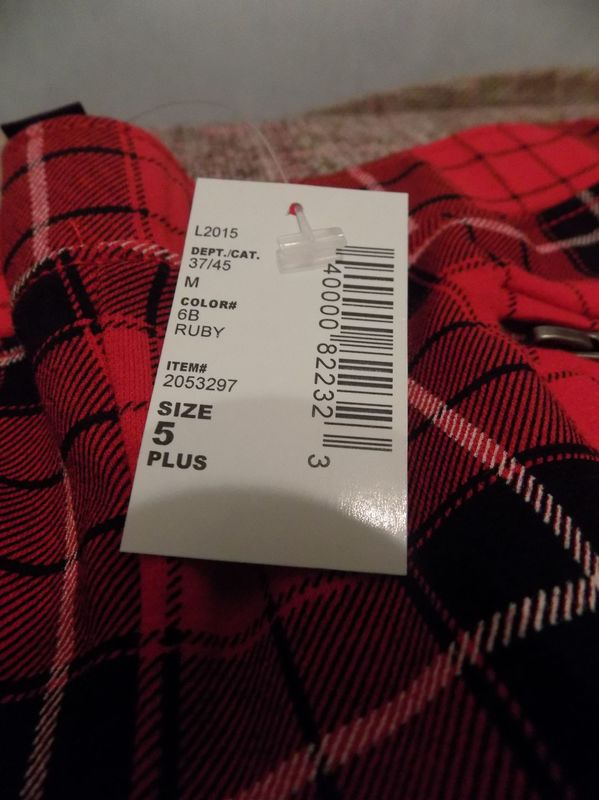 L2015
DEPT./CAT.
37/45
M
COLOR#
6B
RUBY
ITEM#
2053297
SIZE
5
PLUS
40000 82232 3